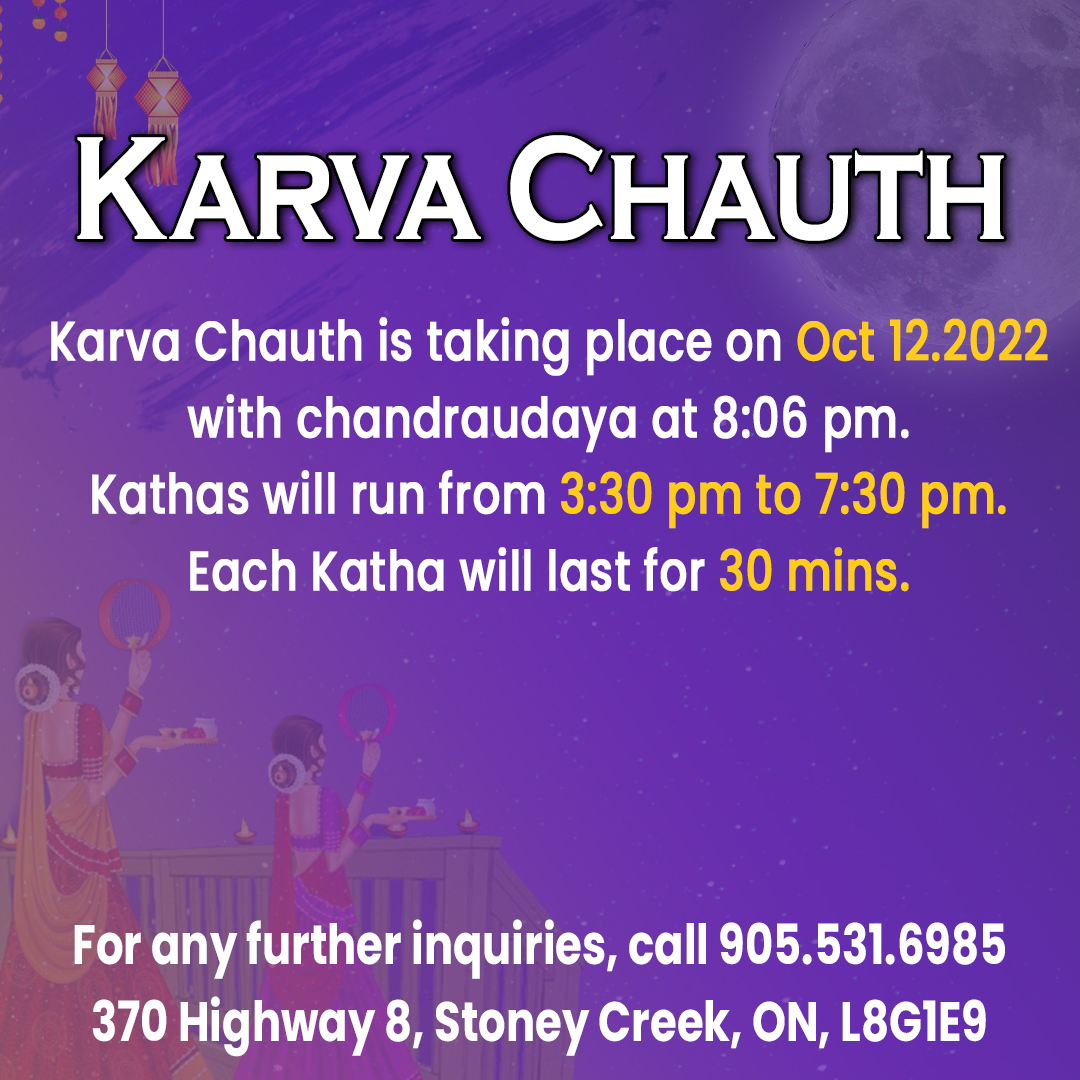 KARVA CHAUTH
Karva Chauth is taking place on Oct 12.2022
with chandraudaya at 8:06 pm.
Kathas will run from 3:30 pm to 7:30 pm.
Each Katha will last for 30 mins.
For any further inquiries, call 905.531.6985
370 Highway 8, Stoney Creek, ON, L8G1E9